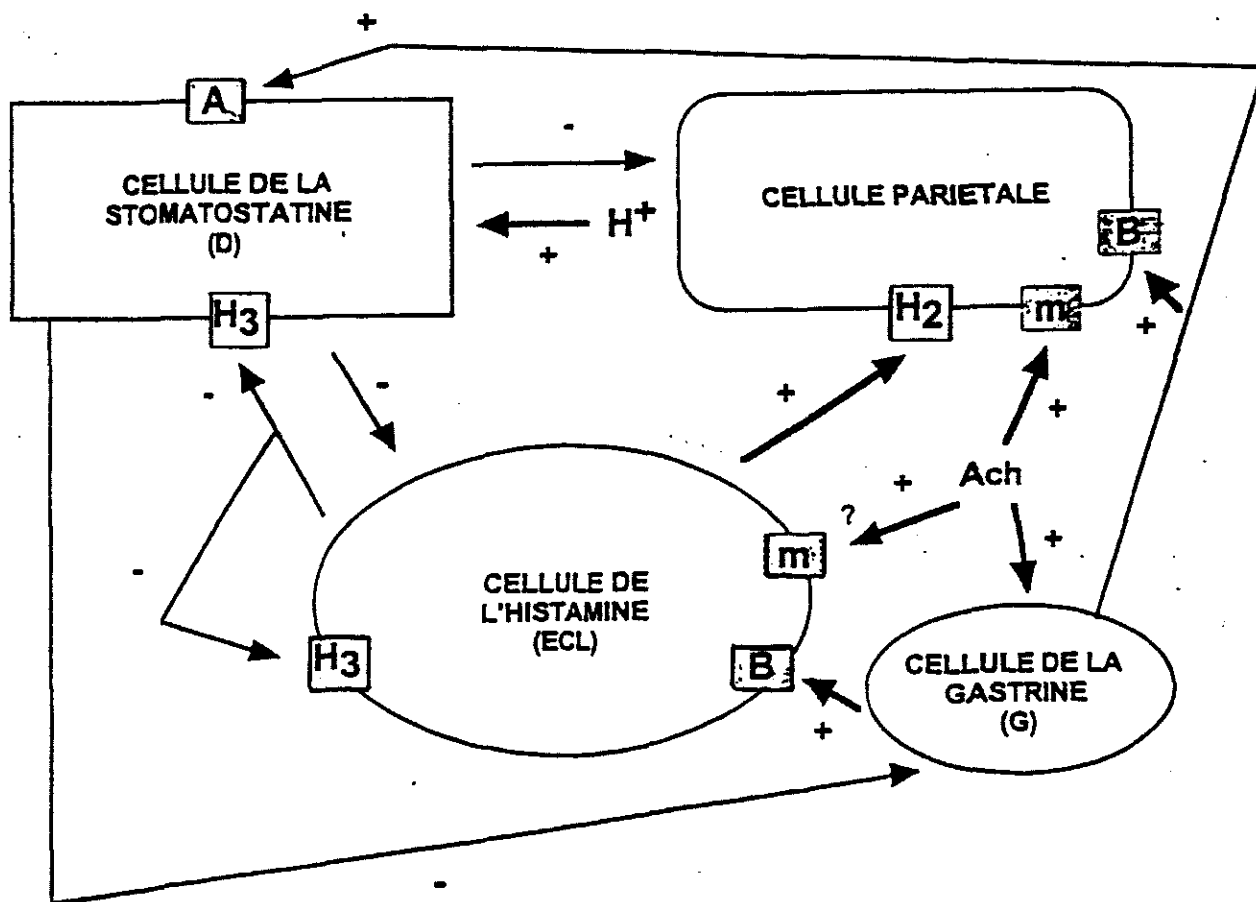 +
A
CELLULE DE LA
STOMATOSTATINE
(D)
-
H+
+
CELLULE PARIETALE
B
+
H3
H2
m
-
-
+
+
Ach
+
?
+
-
m
CELLULE DE
L'HISTAMINE
(ECL)
H3
B
+
CELLULE DE LA
GASTRINE
(G)
-